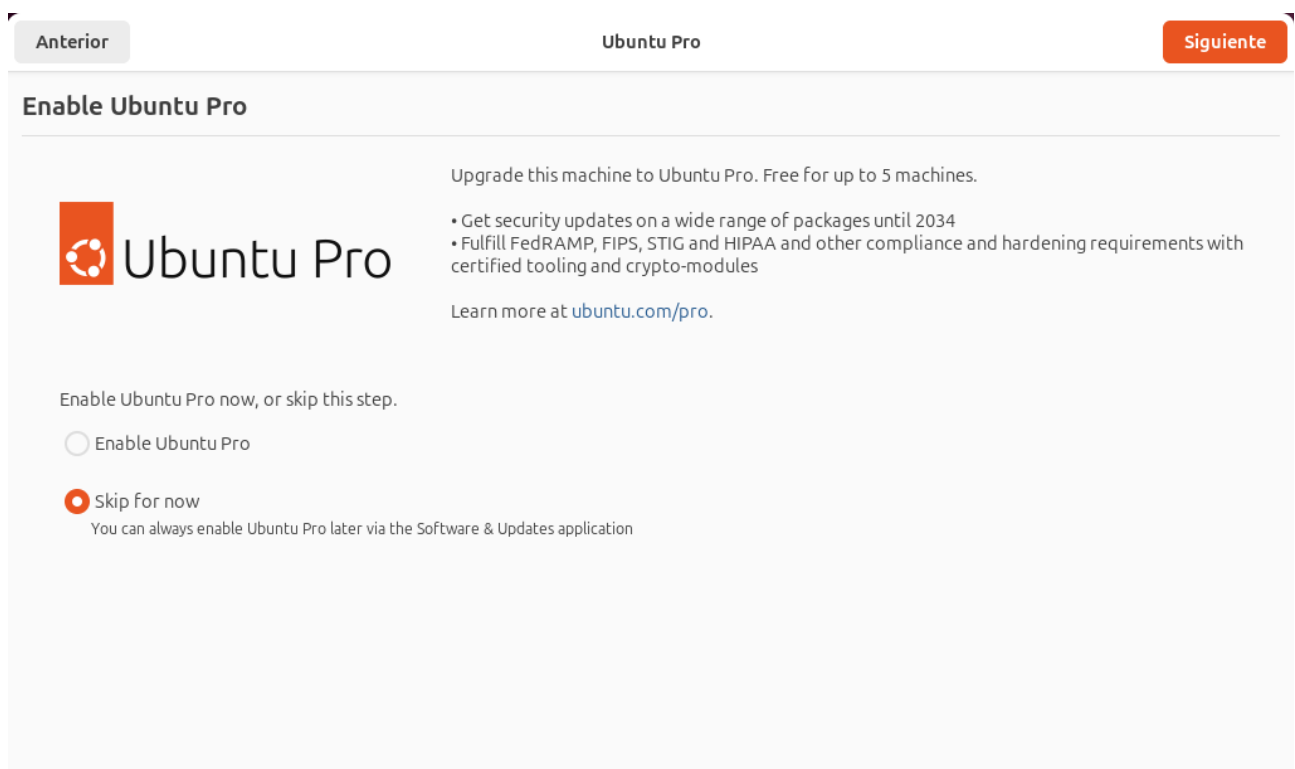 Anterior
Ubuntu Pro
Siguiente
Enable Ubuntu Pro
Ubuntu Pro
Upgrade this machine to Ubuntu Pro. Free for up to 5 machines.
• Get security updates on a wide range of packages until 2034
• Fulfill FedRAMP, FIPS, STIG and HIPAA and other compliance and hardening requirements with
certified tooling and crypto-modules
Learn more at ubuntu.com/pro.
Enable Ubuntu Pro now, or skip this step.
Enable Ubuntu Pro
Skip for now
You can always enable Ubuntu Pro later via the Software & Updates application